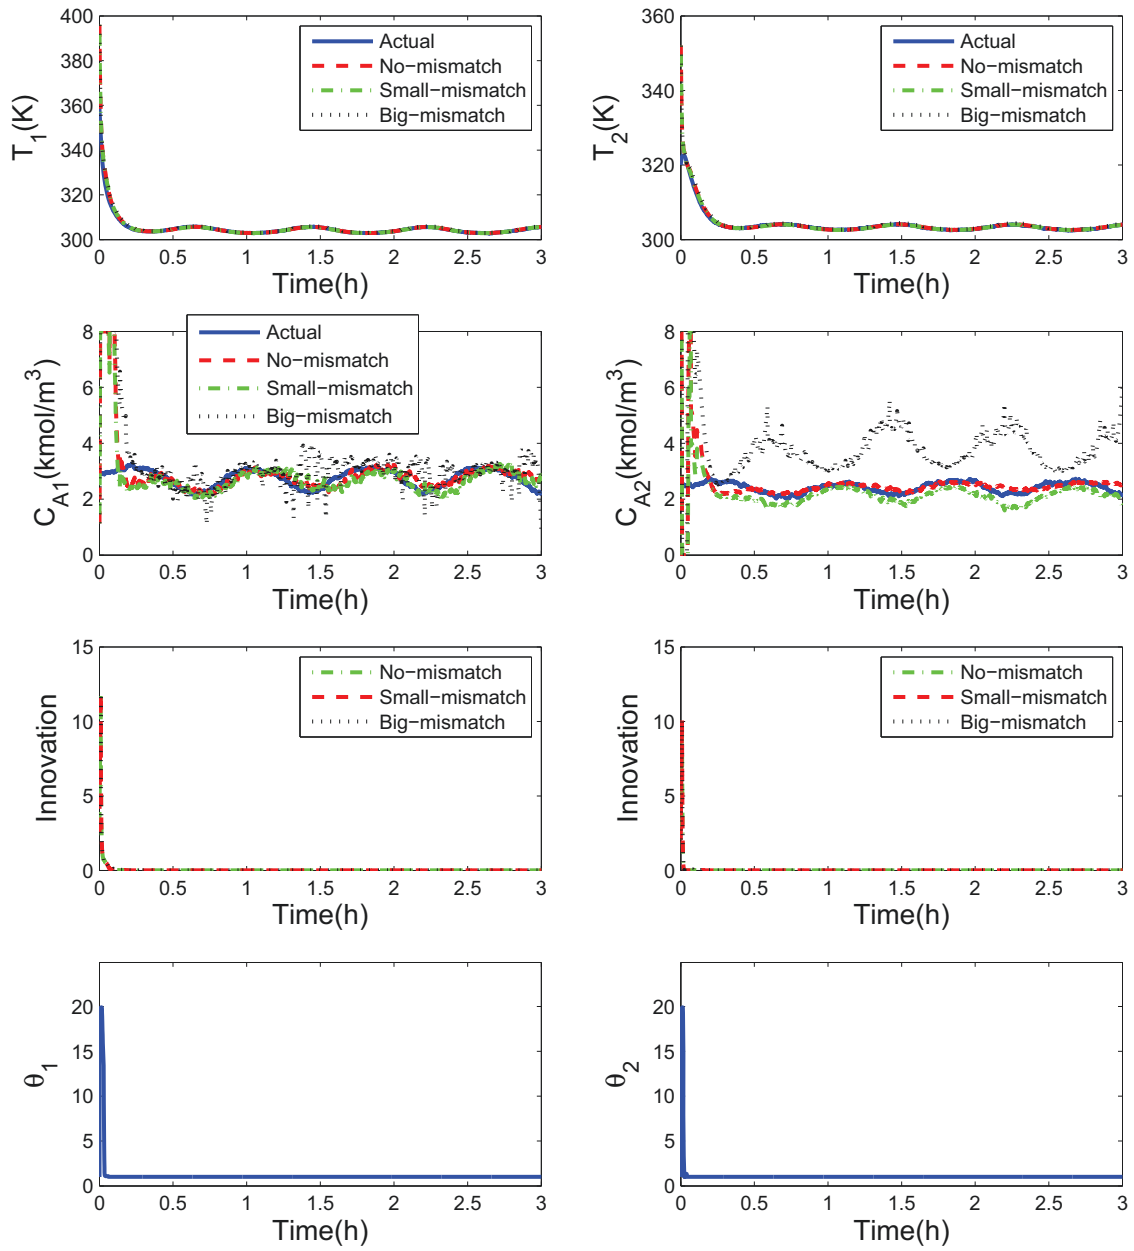 400
380
360
340
320
300
T1(K)
0 0.5 1 1.5 2 2.5 3
Time(h)
Actual
No−mismatch
Small−mismatch
Big−mismatch
360
340
320
300
T2(K)
0 0.5 1 1.5 2 2.5 3
Time(h)
Actual
No−mismatch
Small−mismatch
Big−mismatch
8
6
4
2
0
CA1(kmol/m3)
0 0.5 1 1.5 2 2.5 3
Time(h)
Actual
No−mismatch
Small−mismatch
Big−mismatch
8
6
4
2
0
CA2(kmol/m3)
0 0.5 1 1.5 2 2.5 3
Time(h)
15
10
5
0
Innovation
0 0.5 1 1.5 2 2.5 3
Time(h)
No−mismatch
Small−mismatch
Big−mismatch
15
10
5
0
Innovation
0 0.5 1 1.5 2 2.5 3
Time(h)
No−mismatch
Small−mismatch
Big−mismatch
20
15
10
5
0
θ1
0 0.5 1 1.5 2 2.5 3
Time(h)
20
15
10
5
0
θ2
0 0.5 1 1.5 2 2.5 3
Time(h)